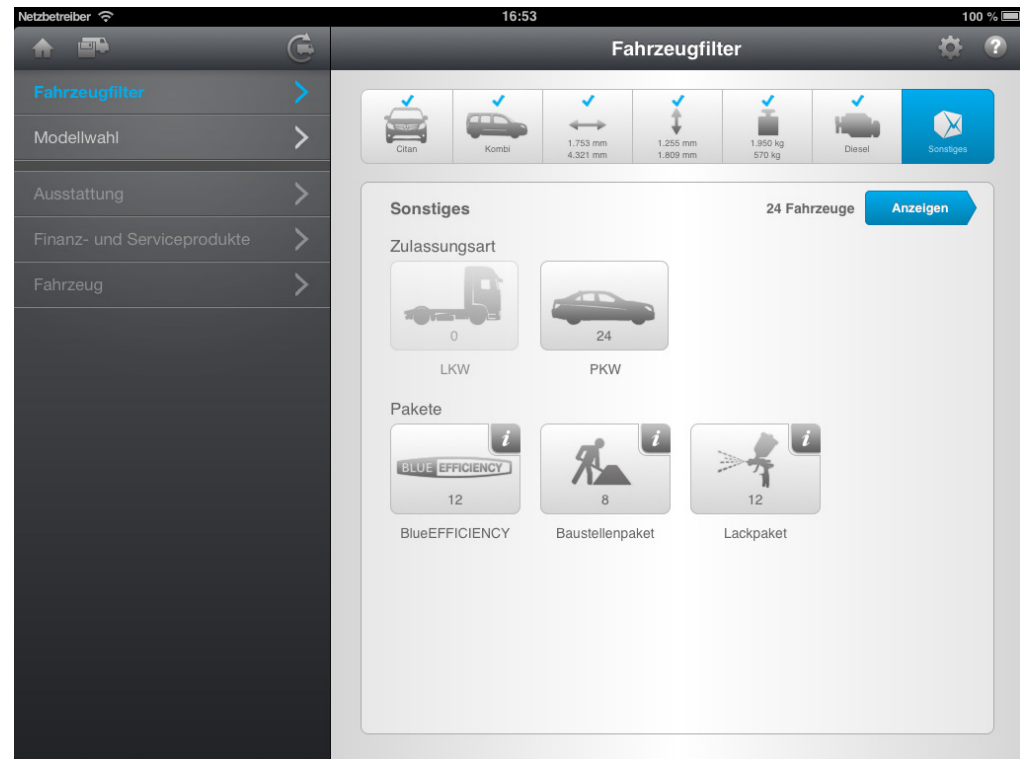 Netzbetreiber
16:53
100 %
Fahrzeugfilter
?
Fahrzeugfilter
Modellwahl
Ausstattung
Finanz- und Serviceprodukte
Fahrzeug
Citan
Kombi
1.753 mm
4.321 mm
1.255 mm
1.809 mm
1.950 kg
570 kg
Diesel
Sonstiges
Sonstiges
24 Fahrzeuge
Anzeigen
Zulassungsart
0
24
LKW
PKW
Pakete
i
i
i
BLUE EFFICIENCY
12
8
12
BlueEFFICIENCY
Baustellenpaket
Lackpaket